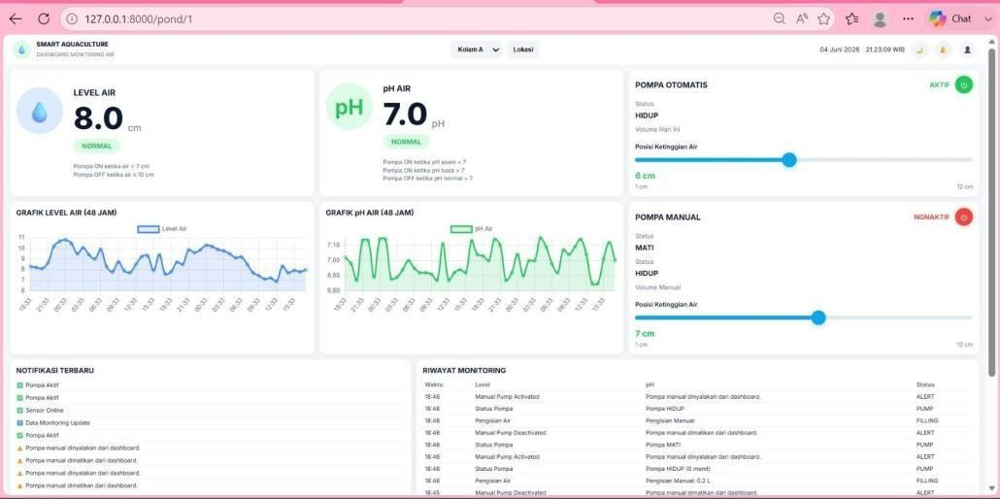 127.0.0.1:8000/pond/1
Chat
SMART AQUACULTURE
DASHBOARD MONITORING AIR
Kolam A
Lokasi
04 Juni 2026 21.23.09 WIB
LEVEL AIR
8.0 cm
NORMAL
Pompa ON ketika air < 7 cm
Pompa OFF ketika air ≥ 10 cm
pH
pH AIR
7.0 pH
NORMAL
Pompa ON ketika pH asam < 7
Pompa ON ketika pH basa > 7
Pompa OFF ketika pH normal = 7
POMPA OTOMATIS
AKTIF
Status
HIDUP
Volume Hari Ini
Posisi Ketinggian Air
6 cm
1 cm
12 cm
GRAFIK LEVEL AIR (48 JAM)
Level Air
11
10
9
8
7
6
18:33 21:33 00:33 03:33 06:33 09:33 12:33 15:33 18:33 21:33 00:33 03:33 06:33 09:33 12:33 15:33
GRAFIK pH AIR (48 JAM)
pH Air
7.10
7.00
6.90
6.80
18:33 21:33 00:33 03:33 06:33 09:33 12:33 15:33 18:33 21:33 00:33 03:33 06:33 09:33 12:33 15:33
POMPA MANUAL
NONAKTIF
Status
MATI
Status
HIDUP
Volume Manual
Posisi Ketinggian Air
7 cm
1 cm
12 cm
NOTIFIKASI TERBARU
Pompa Aktif
Pompa Aktif
Sensor Online
Data Monitoring Update
Pompa Aktif
Pompa manual dinyalakan dari dashboard.
Pompa manual dimatikan dari dashboard.
Pompa manual dinyalakan dari dashboard.
Pompa manual dimatikan dari dashboard.
RIWAYAT MONITORING
Waktu Level pH Status
18:46 Manual Pump Activated Pompa manual dinyalakan dari dashboard. ALERT
18:46 Status Pompa Pompa HIDUP PUMP
18:46 Pengisian Air Pengisian Manual: FILLING
18:46 Manual Pump Deactivated Pompa manual dimatikan dari dashboard. ALERT
18:46 Status Pompa Pompa MATI PUMP
18:46 Manual Pump Activated Pompa manual dinyalakan dari dashboard. ALERT
18:46 Status Pompa Pompa HIDUP (0 menit) PUMP
18:46 Pengisian Air Pengisian Manual: 0.2 L FILLING
18:45 Manual Pump Deactivated Pompa manual dimatikan dari dashboard. ALERT